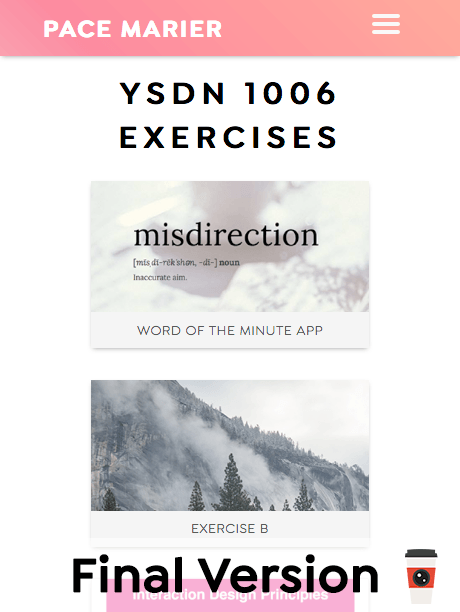 PACE MARIER
YSDN 1006
EXERCISES
misdirection
[mis͵di-rek'shən, -dī-] noun
inaccurate aim.
WORD OF THE MINUTE APP
EXERCISE B
Final Version
Interaction Design Principles